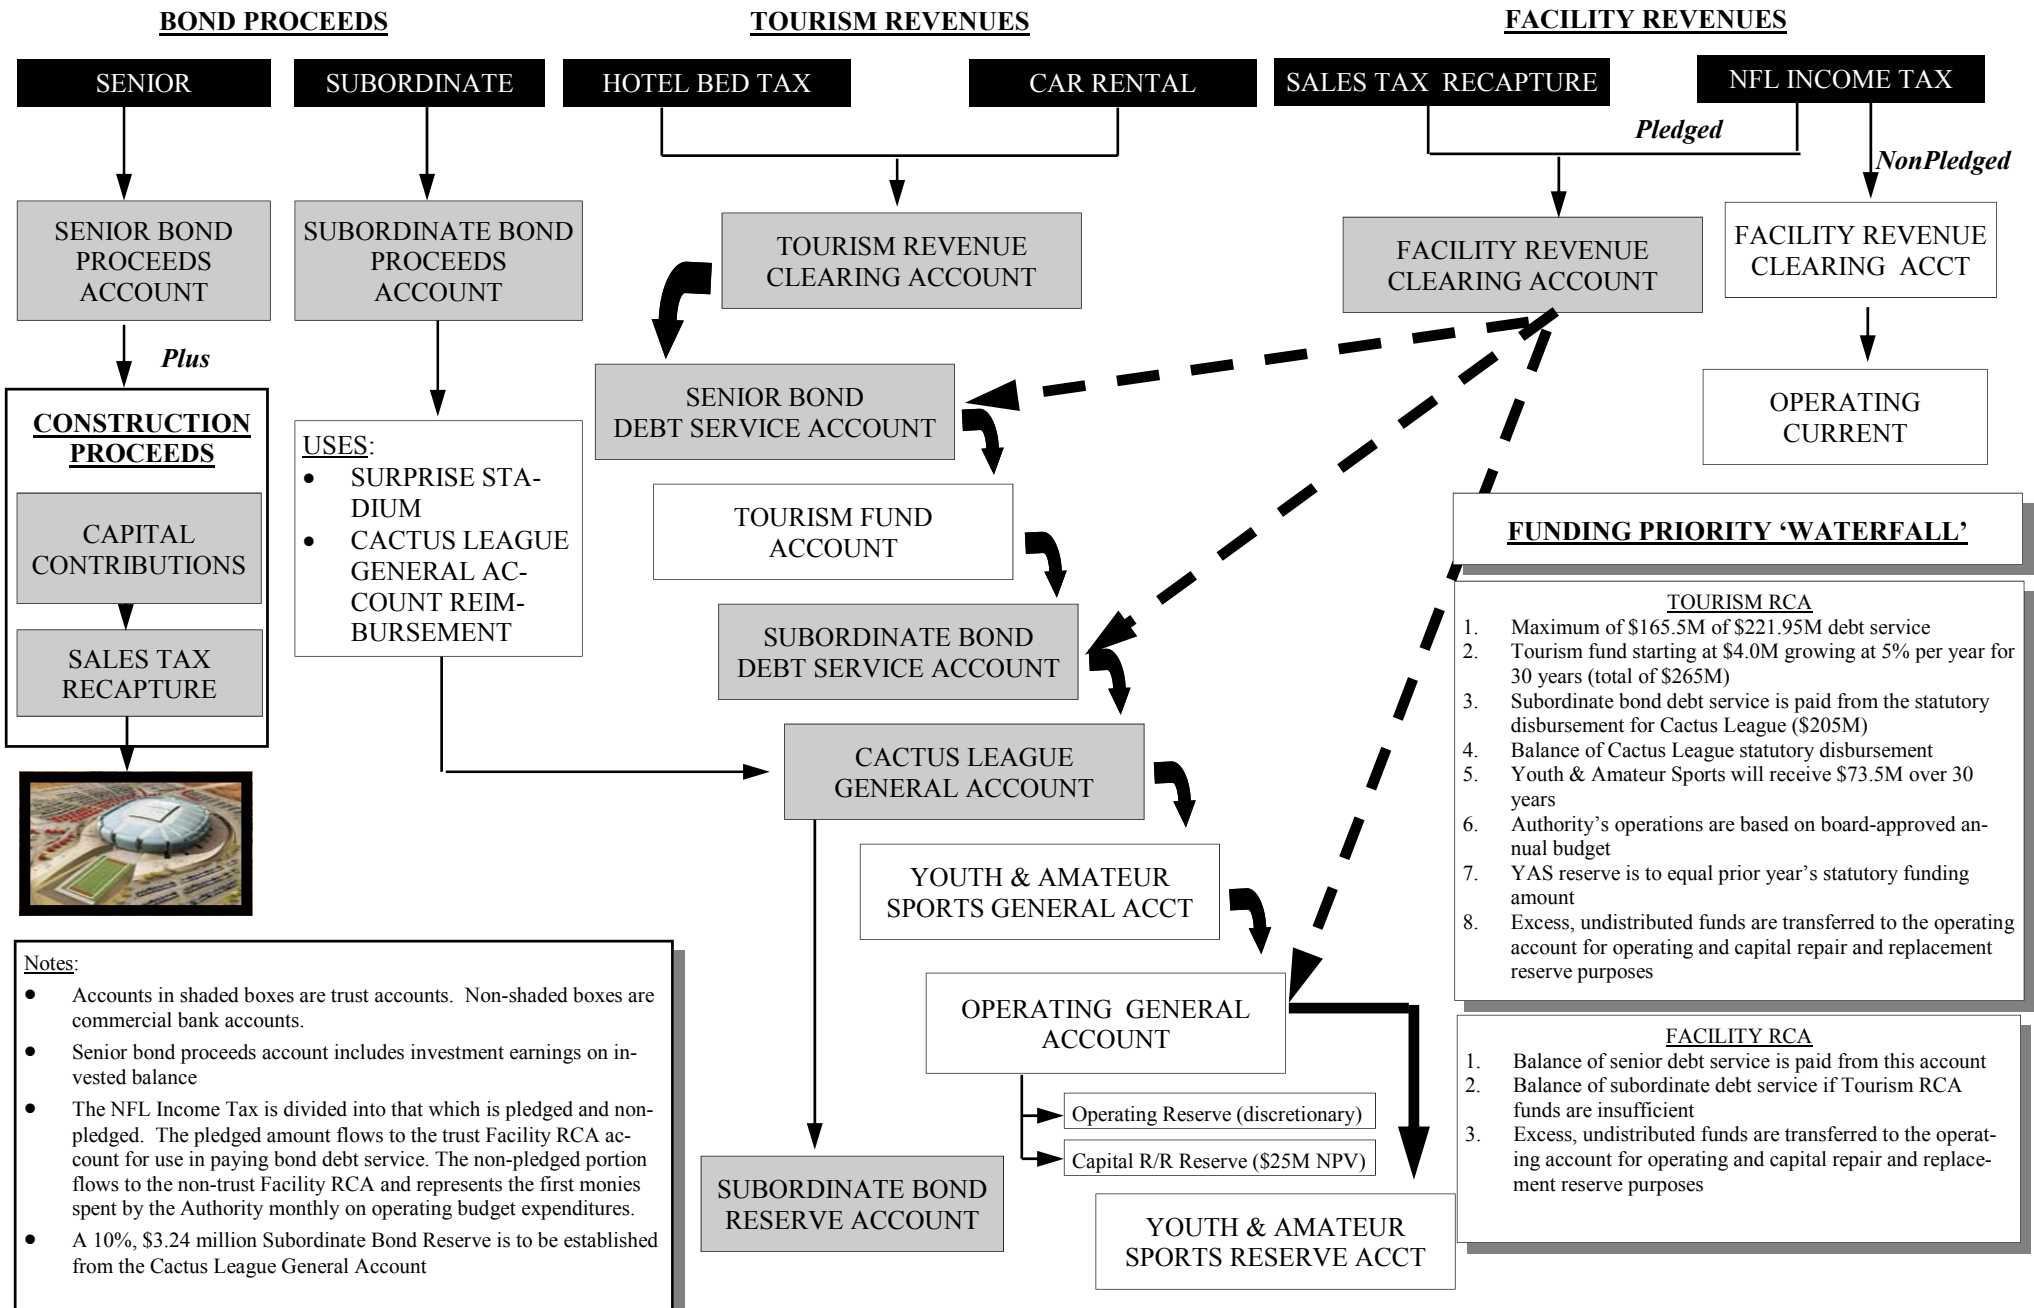 BOND PROCEEDS
TOURISM REVENUES
FACILITY REVENUES
SENIOR
SUBORDINATE
HOTEL BED TAX
CAR RENTAL
SALES TAX RECAPTURE
NFL INCOME TAX
Pledged
NonPledged
SENIOR BOND
PROCEEDS
ACCOUNT
SUBORDINATE BOND
PROCEEDS
ACCOUNT
TOURISM REVENUE
CLEARING ACCOUNT
FACILITY REVENUE
CLEARING ACCOUNT
FACILITY REVENUE
CLEARING ACCT
Plus
CONSTRUCTION
PROCEEDS
CAPITAL
CONTRIBUTIONS
SALES TAX
RECAPTURE
USES:
• SURPRISE STA-
DIUM
• CACTUS LEAGUE
GENERAL AC-
COUNT REIM-
BURSEMENT
SENIOR BOND
DEBT SERVICE ACCOUNT
TOURISM FUND
ACCOUNT
SUBORDINATE BOND
DEBT SERVICE ACCOUNT
CACTUS LEAGUE
GENERAL ACCOUNT
YOUTH & AMATEUR
SPORTS GENERAL ACCT
OPERATING GENERAL
ACCOUNT
Operating Reserve (discretionary)
Capital R/R Reserve ($25M NPV)
SUBORDINATE BOND
RESERVE ACCOUNT
YOUTH & AMATEUR
SPORTS RESERVE ACCT
OPERATING
CURRENT
FUNDING PRIORITY ‘WATERFALL’
TOURISM RCA
1. Maximum of $165.5M of $221.95M debt service
2. Tourism fund starting at $4.0M growing at 5% per year for
30 years (total of $265M)
3. Subordinate bond debt service is paid from the statutory
disbursement for Cactus League ($205M)
4. Balance of Cactus League statutory disbursement
5. Youth & Amateur Sports will receive $73.5M over 30
years
6. Authority’s operations are based on board-approved an-
nual budget
7. YAS reserve is to equal prior year’s statutory funding
amount
8. Excess, undistributed funds are transferred to the operating
account for operating and capital repair and replacement
reserve purposes
FACILITY RCA
1. Balance of senior debt service is paid from this account
2. Balance of subordinate debt service if Tourism RCA
funds are insufficient
3. Excess, undistributed funds are transferred to the operat-
ing account for operating and capital repair and replace-
ment reserve purposes
Notes:
• Accounts in shaded boxes are trust accounts. Non-shaded boxes are
commercial bank accounts.
• Senior bond proceeds account includes investment earnings on in-
vested balance
• The NFL Income Tax is divided into that which is pledged and non-
pledged. The pledged amount flows to the trust Facility RCA ac-
count for use in paying bond debt service. The non-pledged portion
flows to the non-trust Facility RCA and represents the first monies
spent by the Authority monthly on operating budget expenditures.
• A 10%, $3.24 million Subordinate Bond Reserve is to be established
from the Cactus League General Account